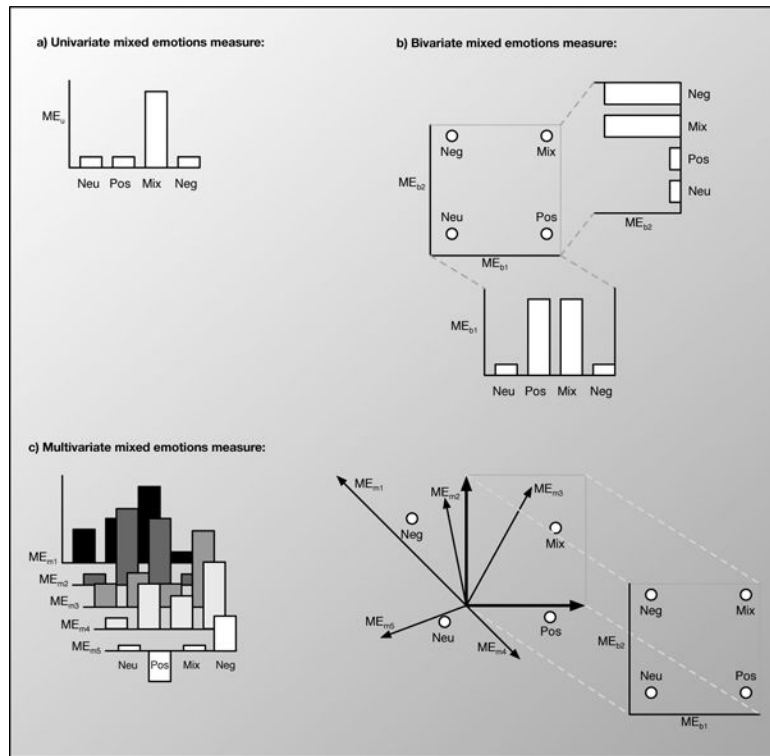 a) Univariate mixed emotions measure:
ME_u
Neu Pos Mix Neg
b) Bivariate mixed emotions measure:
Neg
Mix
Pos
Neu
ME_b2
Neg Mix
ME_b2
Neu Pos
ME_b1
ME_b1
Neu Pos Mix Neg
c) Multivariate mixed emotions measure:
ME_m1
ME_m2
ME_m3
ME_m4
ME_m5
Neu Pos Mix Neg
ME_m1
ME_m2
ME_m3
Neg
Mix
ME_m5
Neu
Pos
ME_m4
Neg Mix
ME_b2
Neu Pos
ME_b1